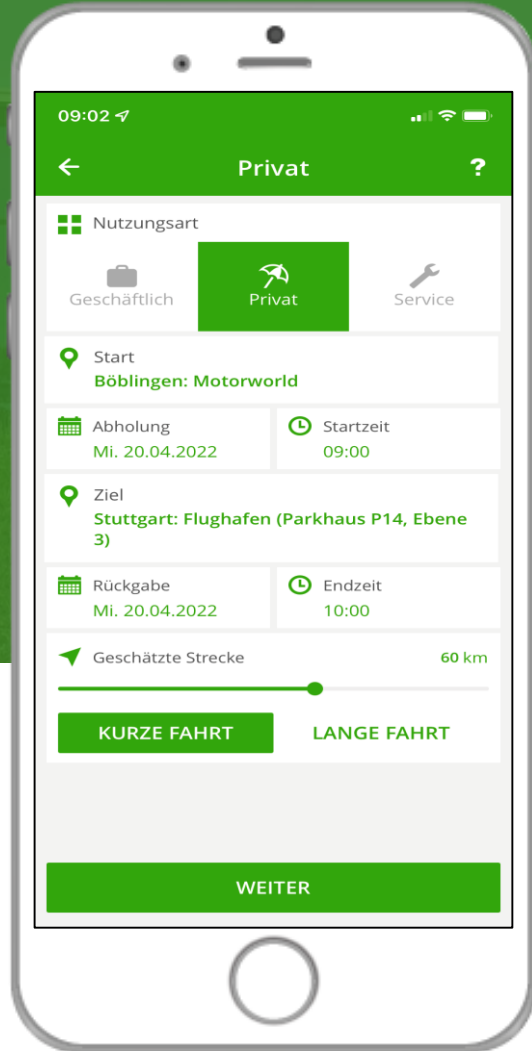 09:02
Privat ?
Nutzungsart
Geschäftlich Privat Service
Start
Böblingen: Motorworld
Abholung Startzeit
Mi. 20.04.2022 09:00
Ziel
Stuttgart: Flughafen (Parkhaus P14, Ebene
3)
Rückgabe Endzeit
Mi. 20.04.2022 10:00
Geschätzte Strecke 60 km
KURZE FAHRT LANGE FAHRT
WEITER